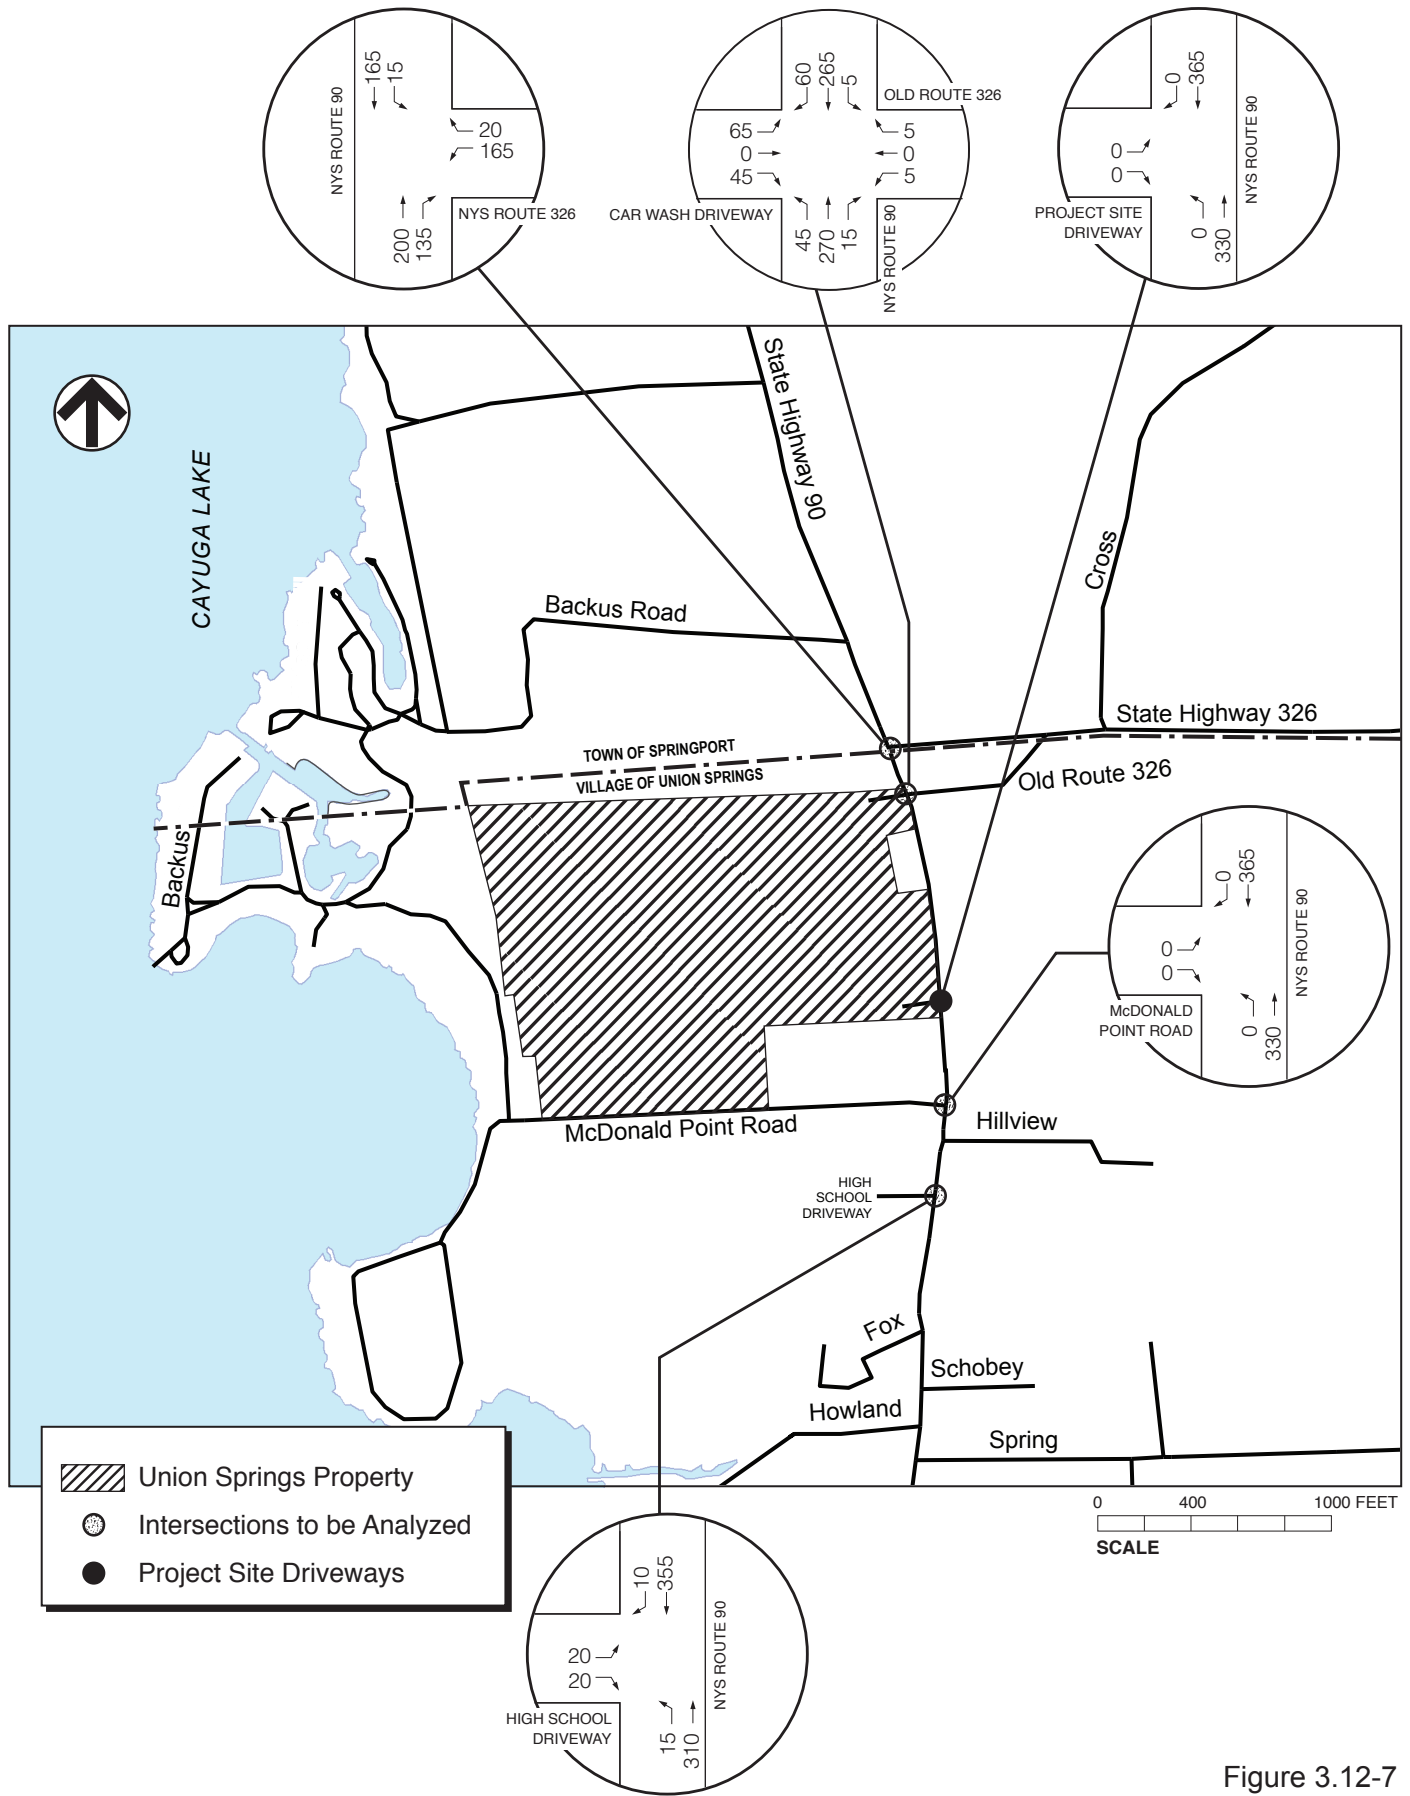 NYS ROUTE 90
165
15
20
165
200
135
NYS ROUTE 326
60
265
5
OLD ROUTE 326
65
0
45
5
0
5
CAR WASH DRIVEWAY
45
270
15
NYS ROUTE 90
0
365
NYS ROUTE 90
0
0
PROJECT SITE
DRIVEWAY
0
330
CAYUGA LAKE
State Highway 90
Cross
Backus Road
State Highway 326
TOWN OF SPRINGPORT
VILLAGE OF UNION SPRINGS
Old Route 326
Backus
0
365
NYS ROUTE 90
0
0
McDONALD
POINT ROAD
0
330
McDonald Point Road
Hillview
HIGH
SCHOOL
DRIVEWAY
Fox
Schobey
Howland
Spring
Union Springs Property
Intersections to be Analyzed
Project Site Driveways
0 400 1000 FEET
SCALE
10
355
NYS ROUTE 90
20
20
HIGH SCHOOL
DRIVEWAY
15
310
Figure 3.12-7